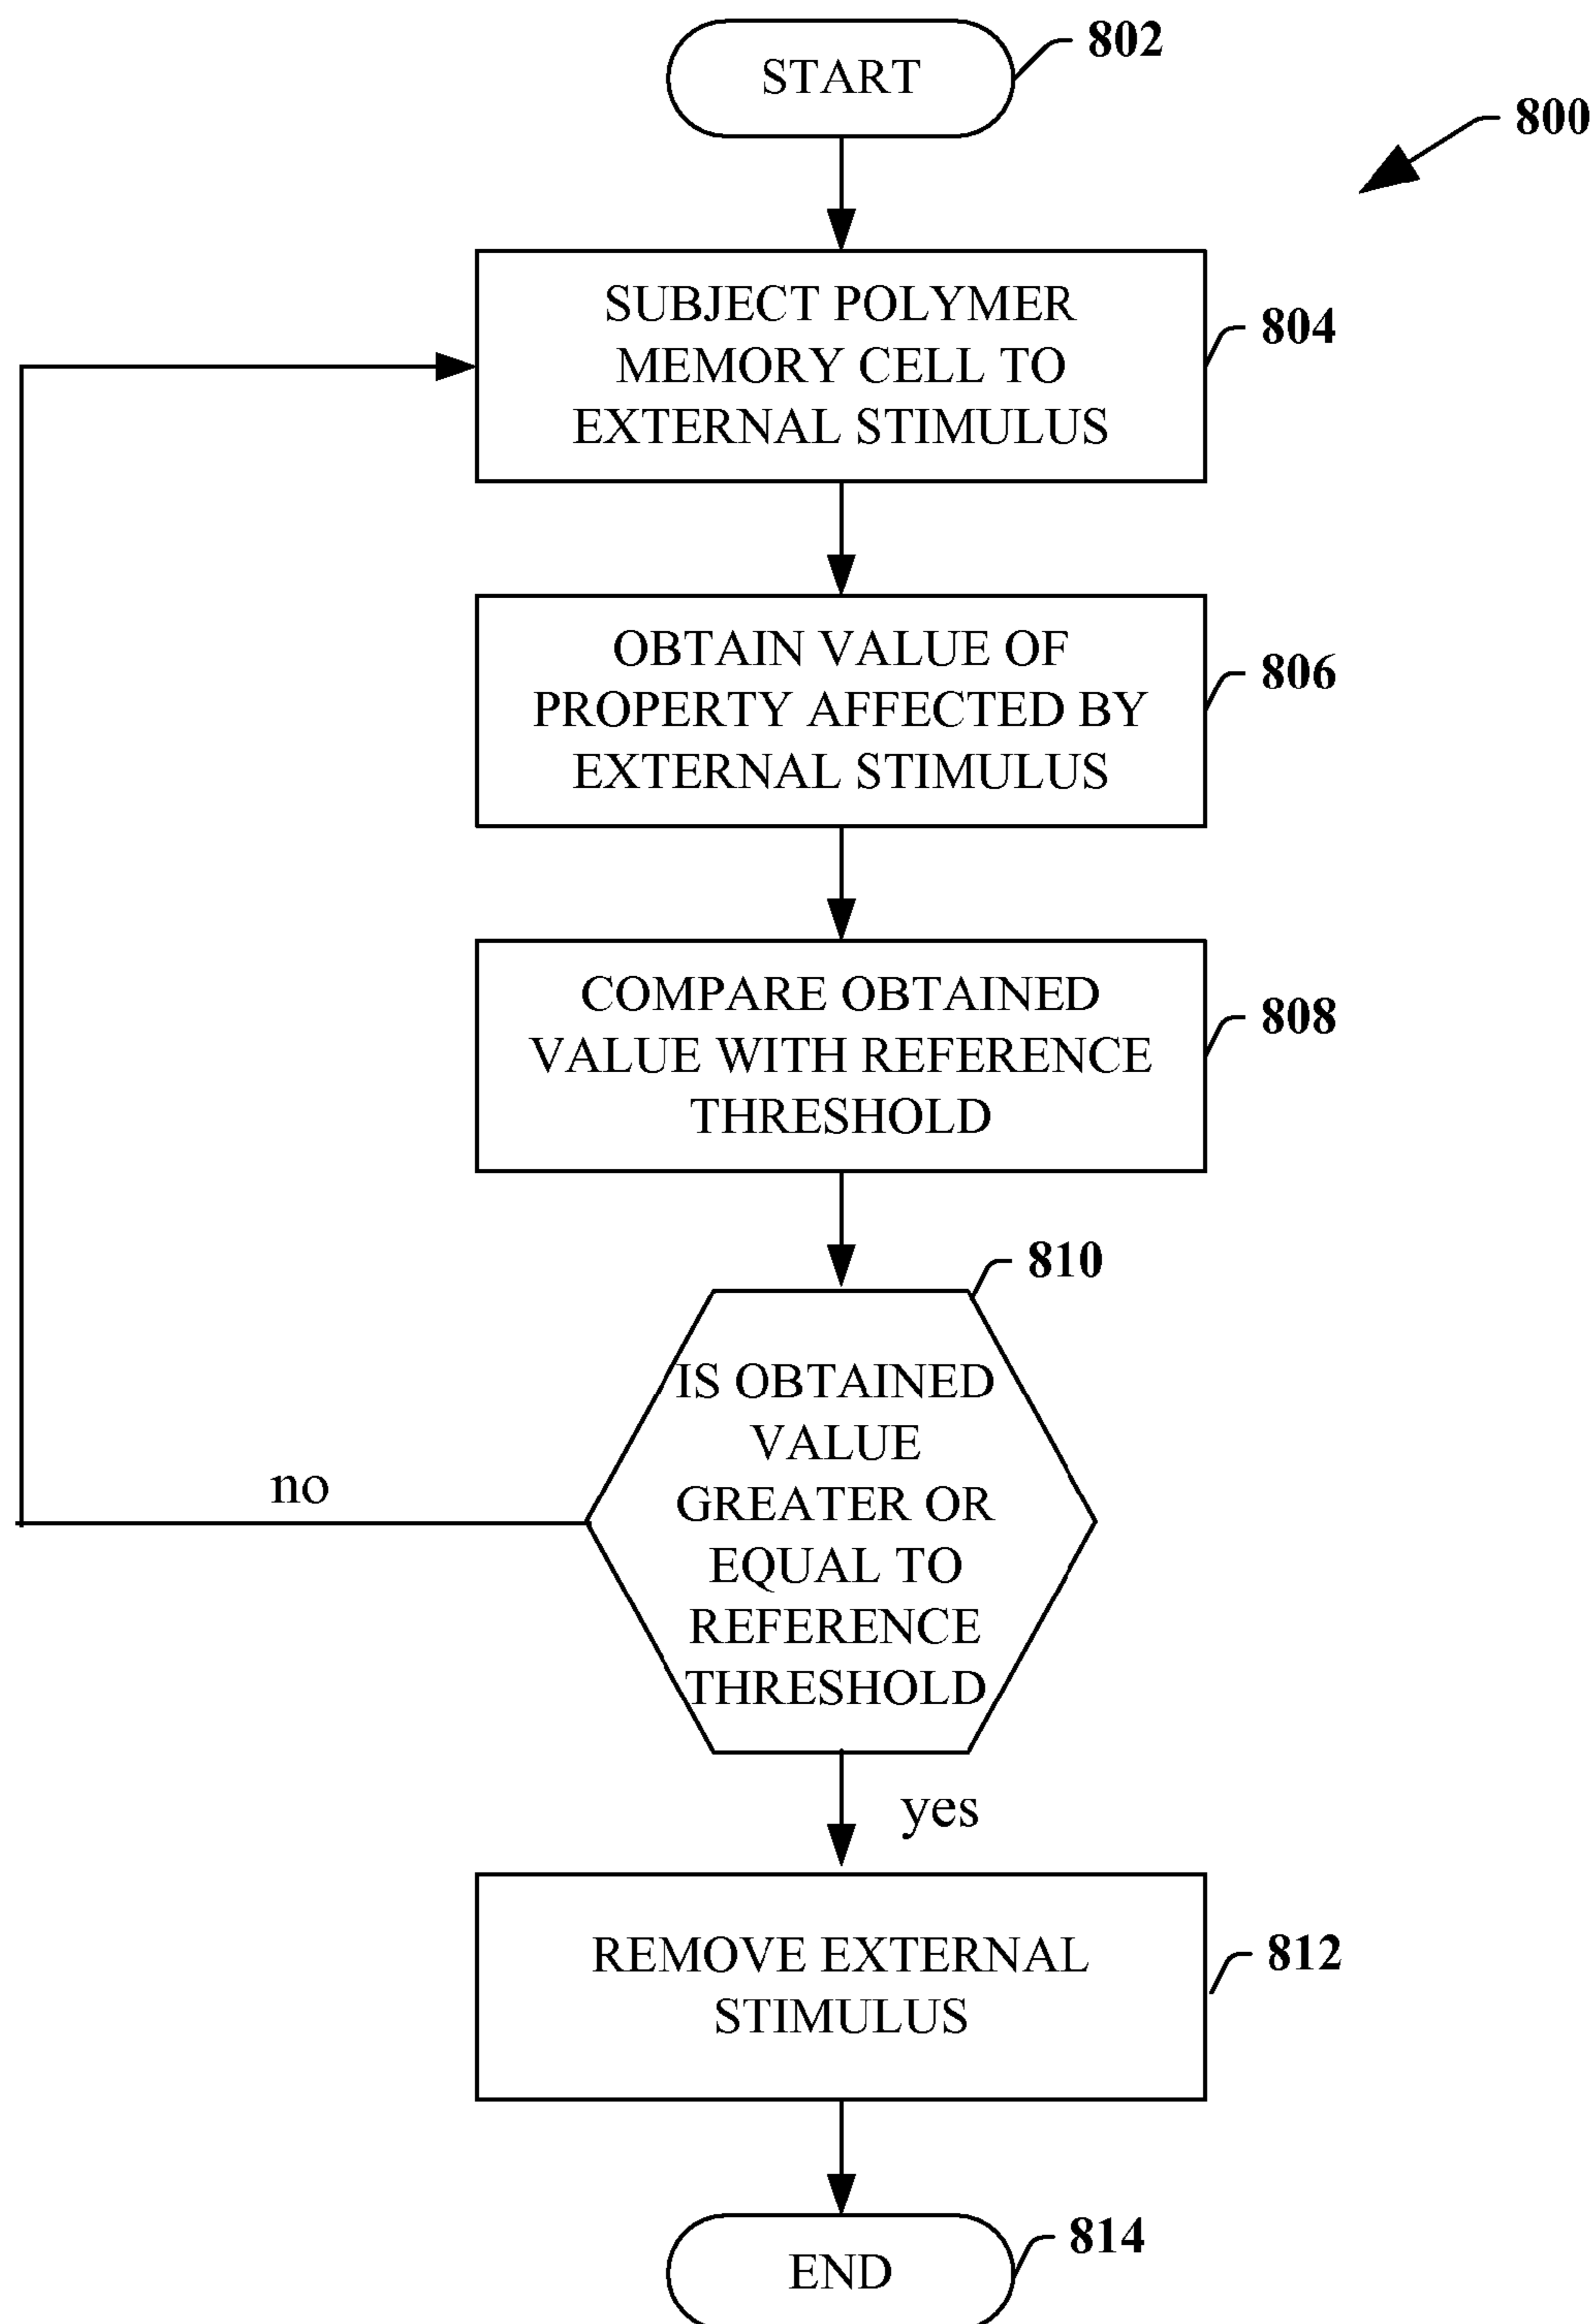 START
802
800
SUBJECT POLYMER
MEMORY CELL TO
EXTERNAL STIMULUS
804
OBTAIN VALUE OF
PROPERTY AFFECTED BY
EXTERNAL STIMULUS
806
COMPARE OBTAINED
VALUE WITH REFERENCE
THRESHOLD
808
810
IS OBTAINED
VALUE
GREATER OR
EQUAL TO
REFERENCE
THRESHOLD
no
yes
REMOVE EXTERNAL
STIMULUS
812
END
814